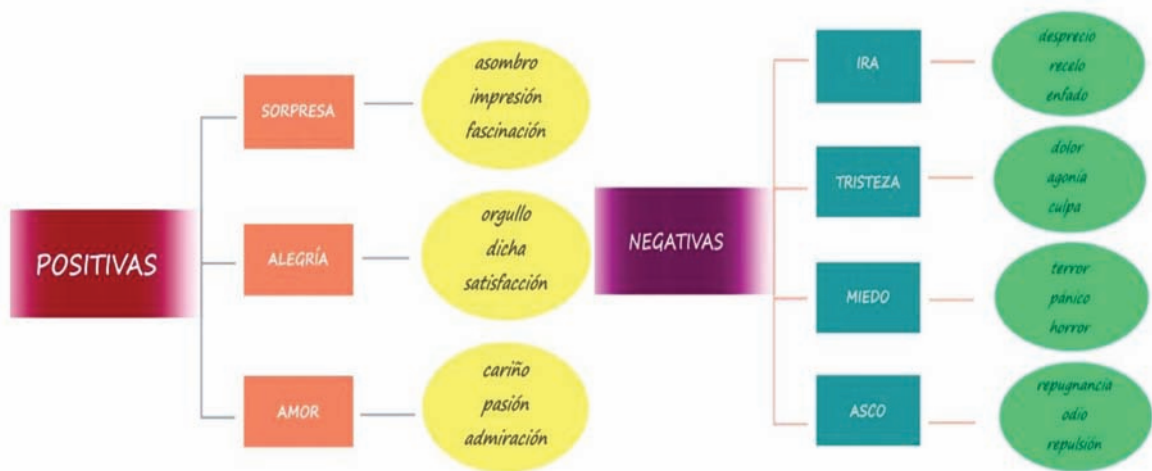 POSITIVAS
SORPRESA
asombro
impresión
fascinación
ALEGRÍA
orgullo
dicha
satisfacción
AMOR
cariño
pasión
admiración
NEGATIVAS
IRA
desprecio
recelo
enfado
TRISTEZA
dolor
agonía
culpa
MIEDO
terror
pánico
horror
ASCO
repugnancia
odio
repulsión